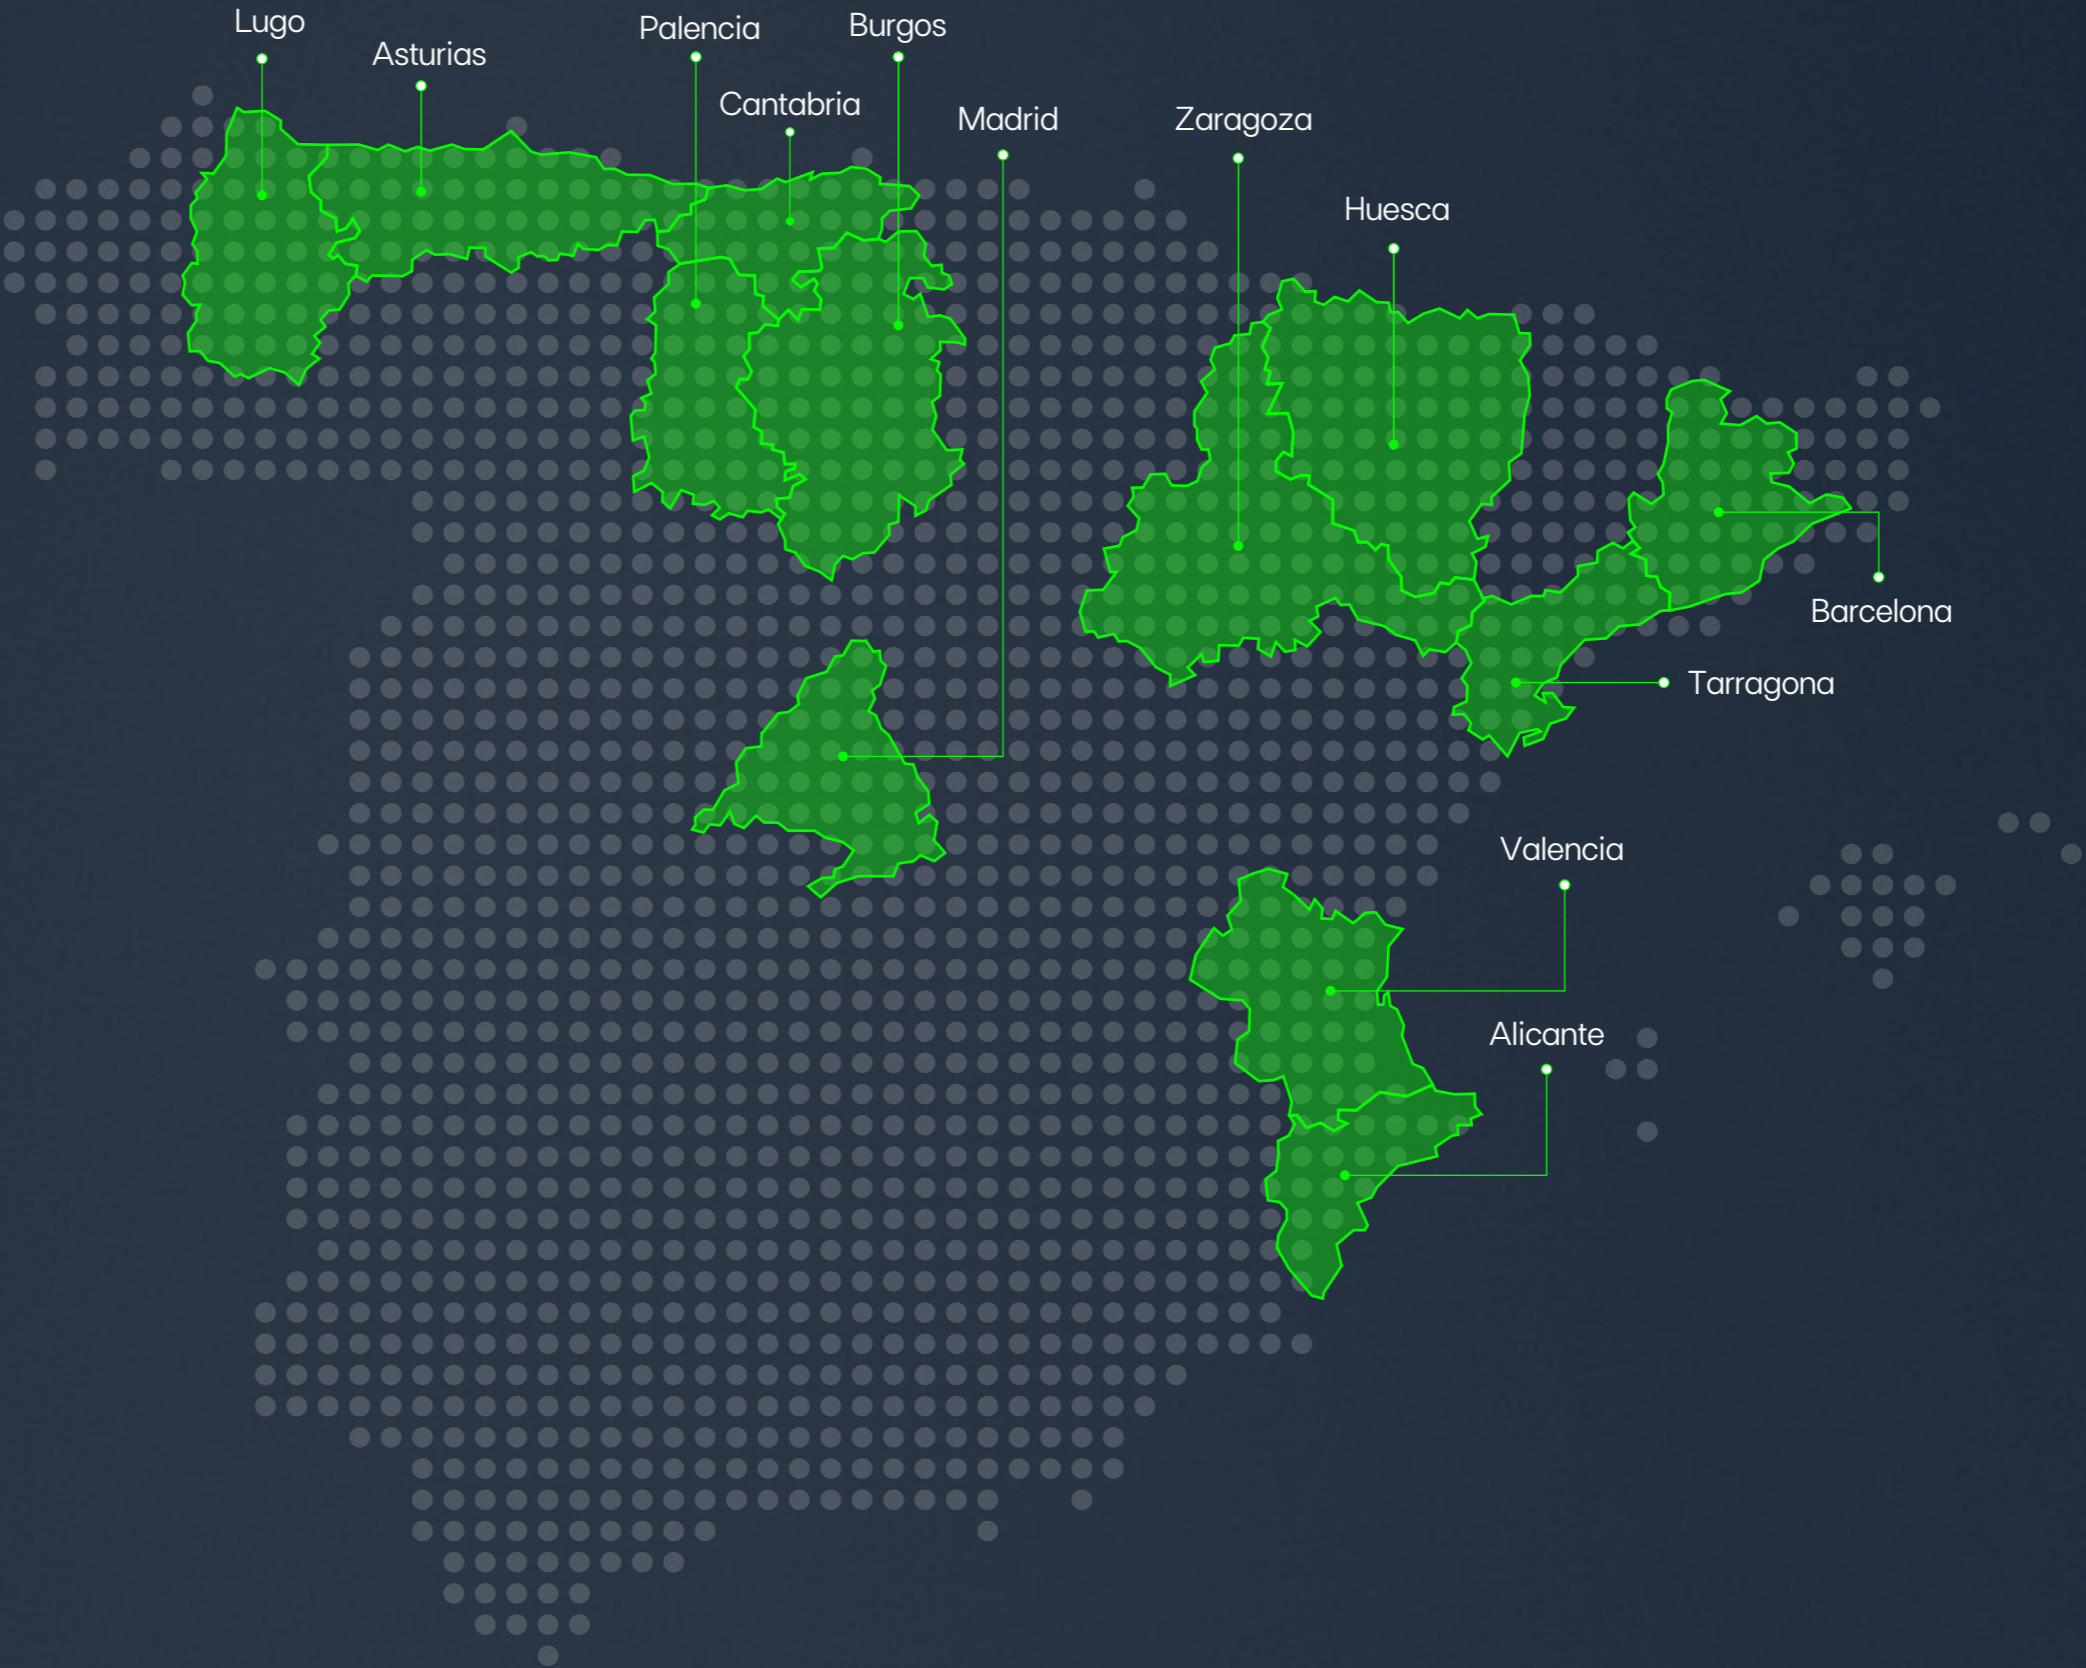 Lugo
Asturias
Palencia
Burgos
Cantabria
Madrid
Zaragoza
Huesca
Barcelona
Tarragona
Valencia
Alicante